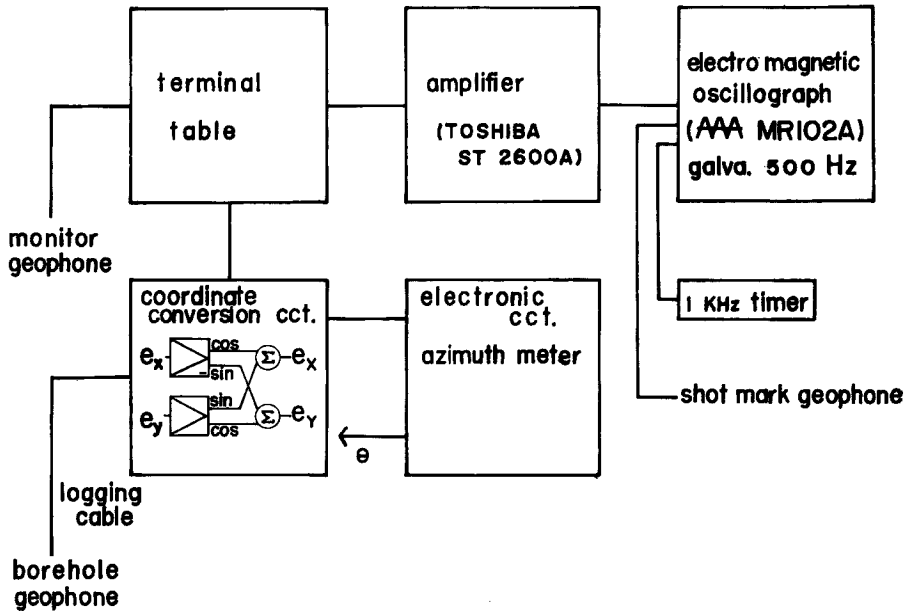 terminal
table
amplifier
(TOSHIBA
ST 2600A)
electro magnetic
oscillograph
(AAA MR102A)
galva. 500 Hz
monitor
geophone
coordinate
conversion cct.
ex
cos
-sin
Σ
eX
ey
sin
cos
Σ
eY
electronic
cct.
azimuth meter
θ
1 KHz timer
shot mark geophone
logging
cable
borehole
geophone